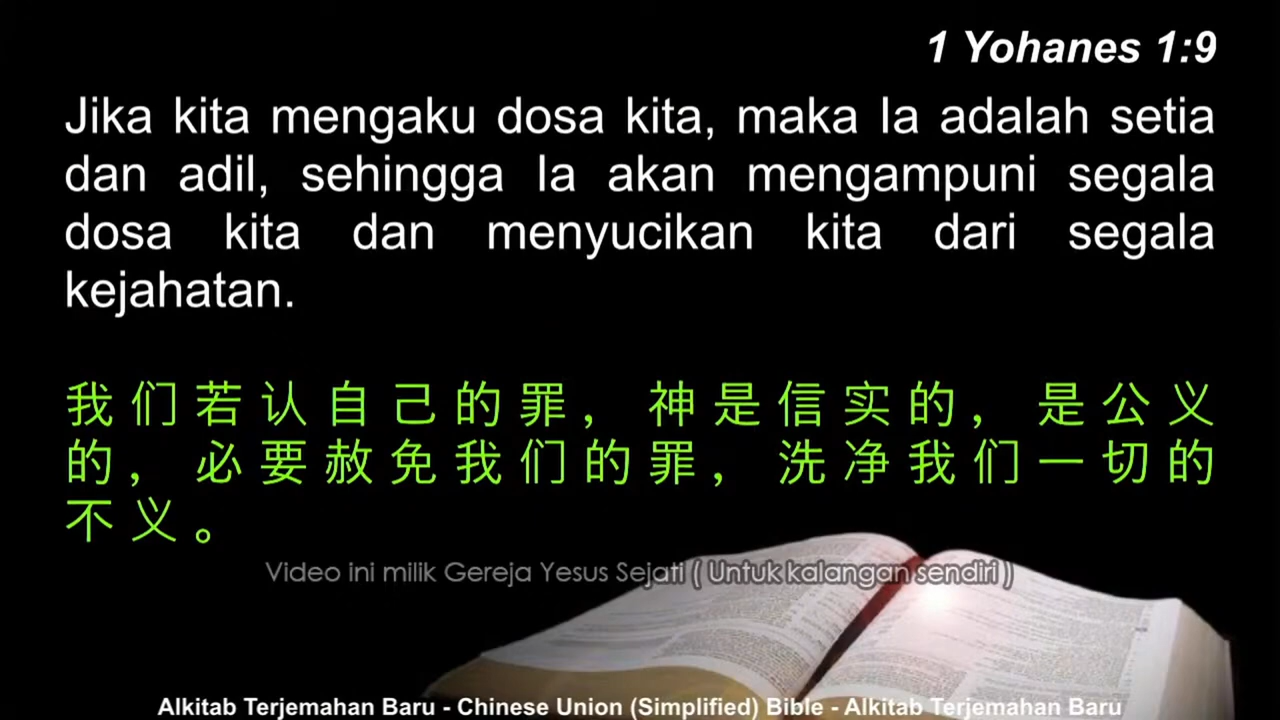 1 Yohanes 1:9
Jika kita mengaku dosa kita, maka Ia adalah setia
dan adil, sehingga Ia akan mengampuni segala
dosa kita dan menyucikan kita dari segala
kejahatan.
我们若认自己的罪，神是信实的，是公义
的，必要赦免我们的罪，洗净我们一切的
不义。
Video ini milik Gereja Yesus Sejati ( Untuk kalangan sendiri )
Alkitab Terjemahan Baru - Chinese Union (Simplified) Bible - Alkitab Terjemahan Baru